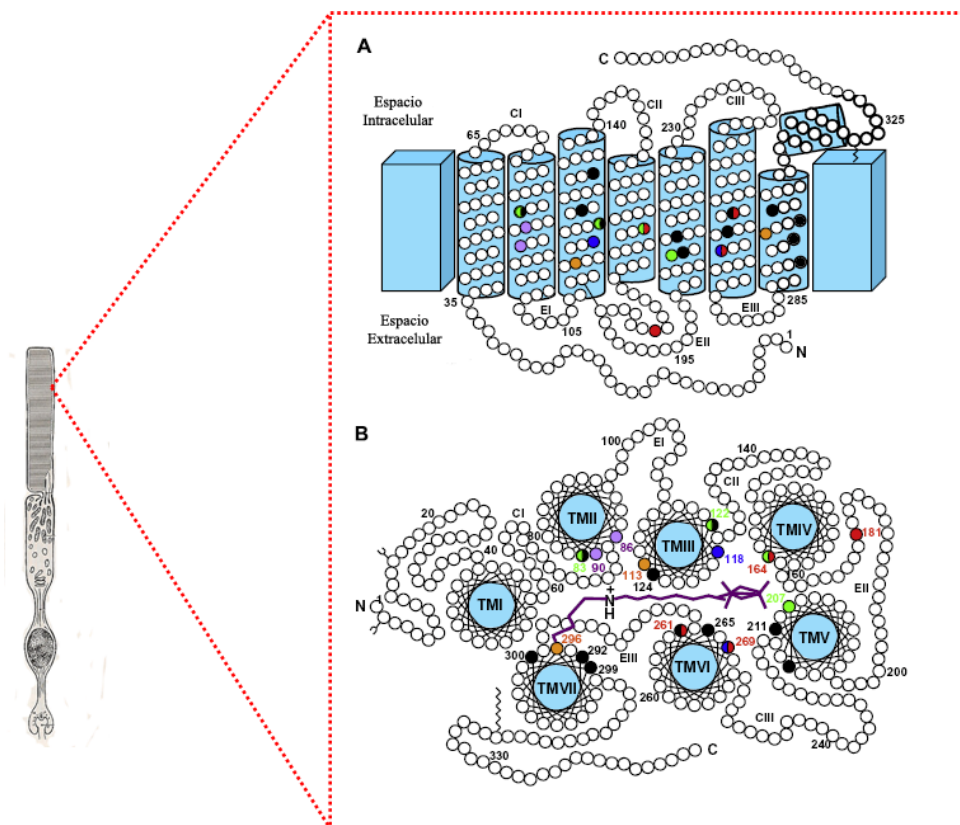 A
C
Espacio
Intracelular
CI
65
140
CII
230
CIII
325
35
EI
105
EII
195
EIII
285
1
N
Espacio
Extracelular
B
100
EI
140
CII
20
CI
80
TMII
86
83
90
122
TMIII
118
113
124
TMIV
164
160
181
EII
40
60
N
1
TMI
+
N
H
207
211
TMV
200
296
300
292
299
EIII
TMVII
261
265
269
TMVI
260
CIII
240
330
C